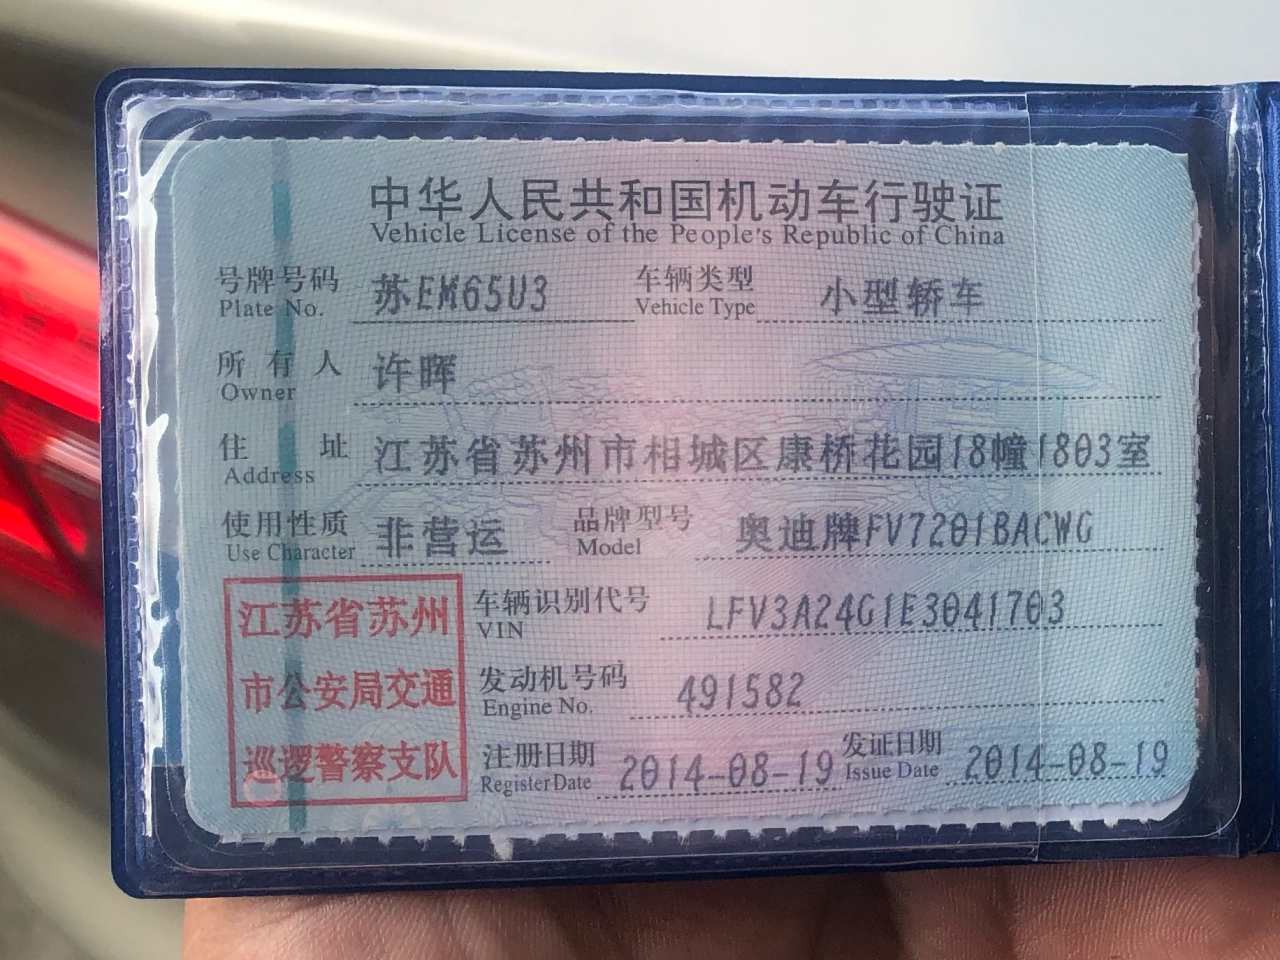 中华人民共和国机动车行驶证
Vehicle License of the People's Republic of China
号牌号码 苏EM65U3 车辆类型 小型轿车
Plate No. Vehicle Type
所有人 许晖
Owner
住址 江苏省苏州市相城区康桥花园18幢1803室
Address
使用性质 非营运 品牌型号 奥迪牌FV7201BACWG
Use Character Model
江苏省苏州
市公安局交通
巡逻警察支队
车辆识别代号 LFV3A24G1E3041703
VIN
发动机号码 491582
Engine No.
注册日期 2014-08-19 发证日期 2014-08-19
Register Date Issue Date